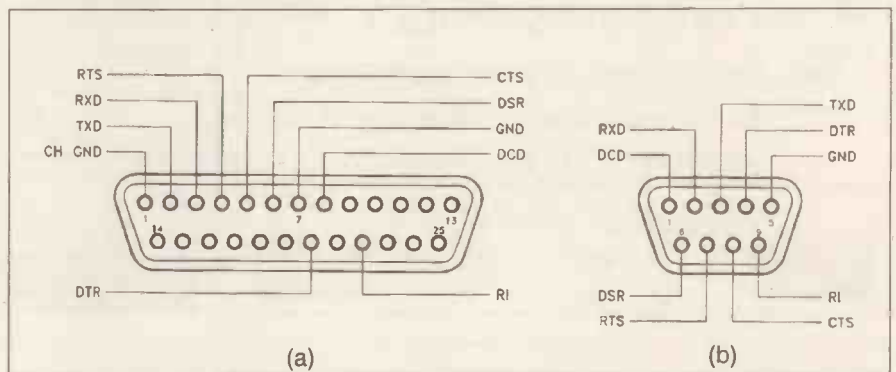 RTS
RXD
TXD
CH GND
CTS
DSR
GND
DCD
1
7
13
14
25
DTR
RI
(a)
RXD
DCD
TXD
DTR
GND
1
5
6
9
DSR
RTS
RI
CTS
(b)